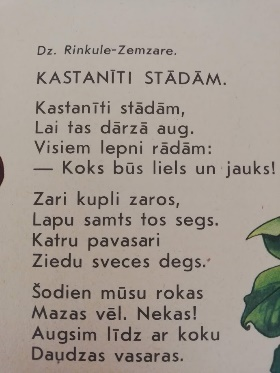 Dz. Rinkule-Zemzare.
KASTANĪTI STĀDĀM.
Kastanīti stādām,
Lai tas dārzā aug.
Visiem lepni rādām:
— Koks būs liels un jauks!
Zari kupli zaros,
Lapu samts tos segs.
Katru pavasari
Ziedu sveces degs.
Šodien mūsu rokas
Mazas vēl. Nekas!
Augsim līdz ar koku
Daudzas vasaras.